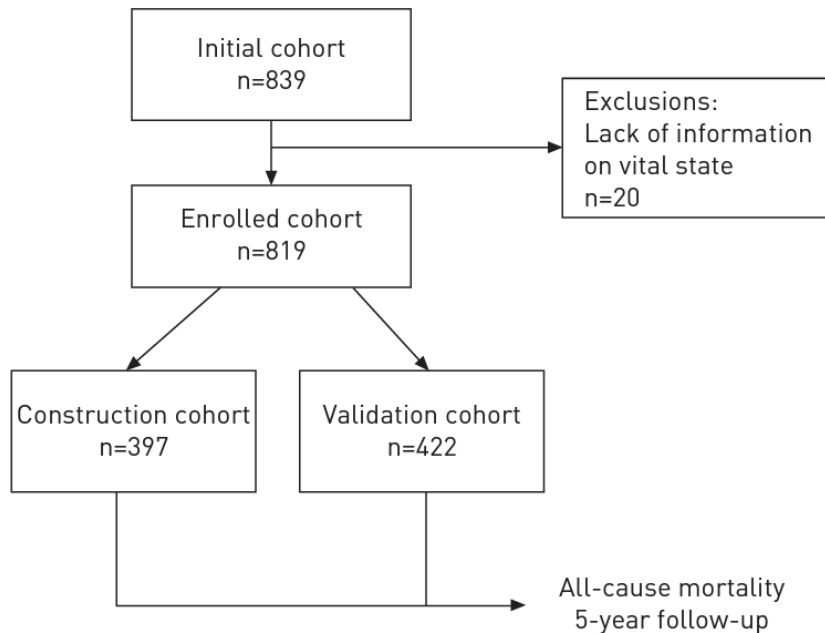 Initial cohort
n=839
Exclusions:
Lack of information
on vital state
n=20
Enrolled cohort
n=819
Construction cohort
n=397
Validation cohort
n=422
All-cause mortality
5-year follow-up